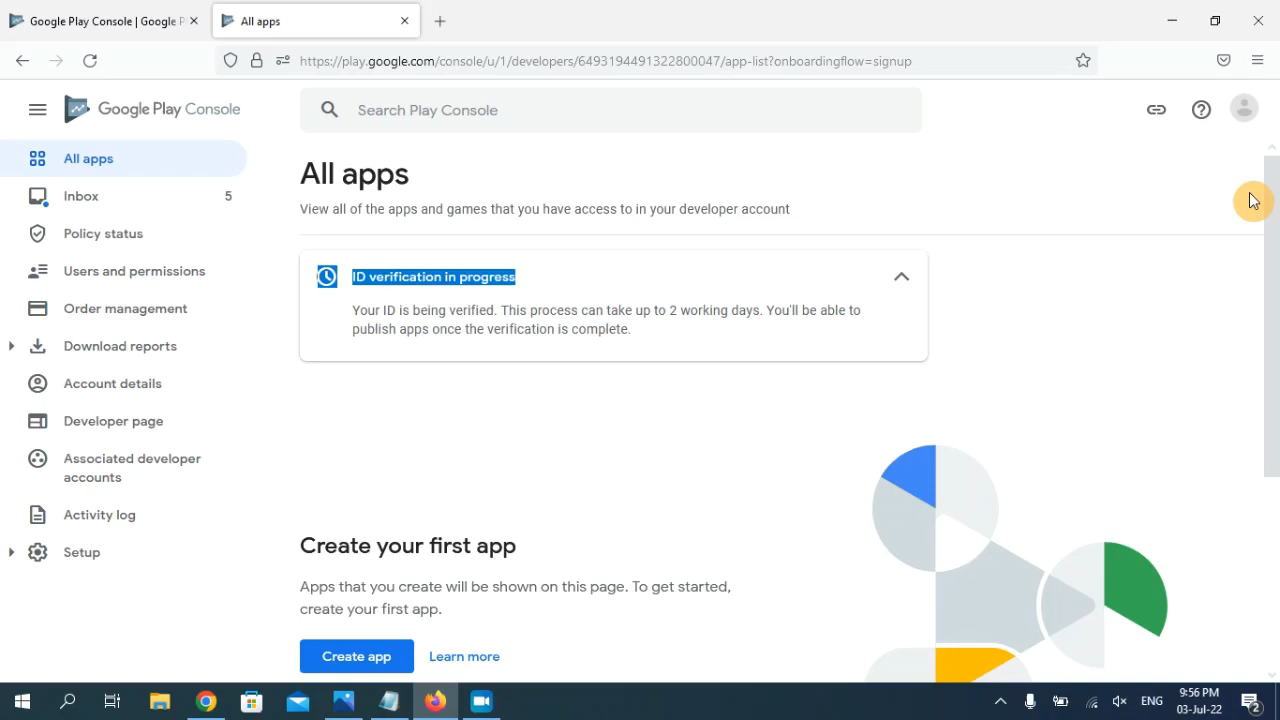 Google Play Console | Google P
All apps
https://play.google.com/console/u/1/developers/6493194491322800047/app-list?onboardingflow=signup
Google Play Console
Search Play Console
All apps
Inbox 5
Policy status
Users and permissions
Order management
Download reports
Account details
Developer page
Associated developer
accounts
Activity log
Setup
All apps
View all of the apps and games that you have access to in your developer account
ID verification in progress
Your ID is being verified. This process can take up to 2 working days. You'll be able to
publish apps once the verification is complete.
Create your first app
Apps that you create will be shown on this page. To get started,
create your first app.
Create app
Learn more
ENG
9:56 PM
03-Jul-22
2